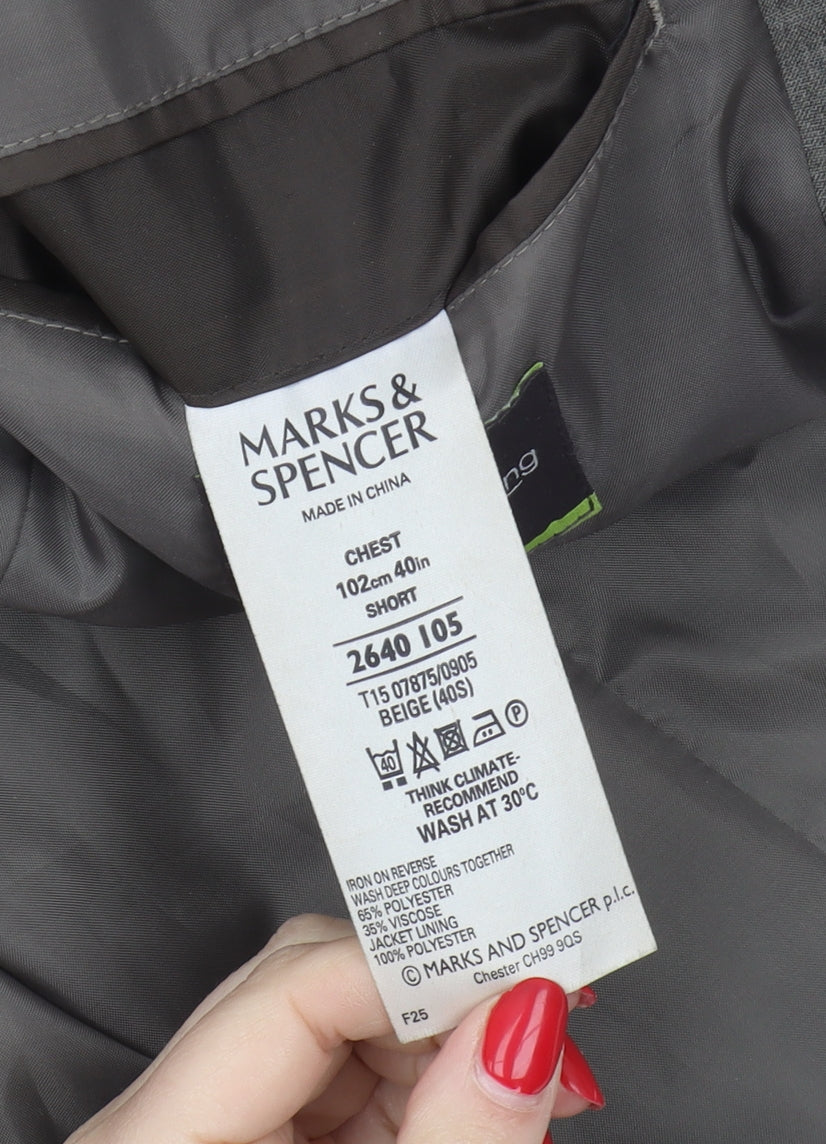 MARKS &
SPENCER
MADE IN CHINA
CHEST
102cm 40in
SHORT
2640 105
T15 07875/0905
BEIGE (40S)
40
P
THINK CLIMATE-
RECOMMEND
WASH AT 30°C
IRON ON REVERSE
WASH DEEP COLOURS TOGETHER
65% POLYESTER
35% VISCOSE
JACKET LINING
100% POLYESTER
© MARKS AND SPENCER p.l.c.
Chester CH99 9QS
F25